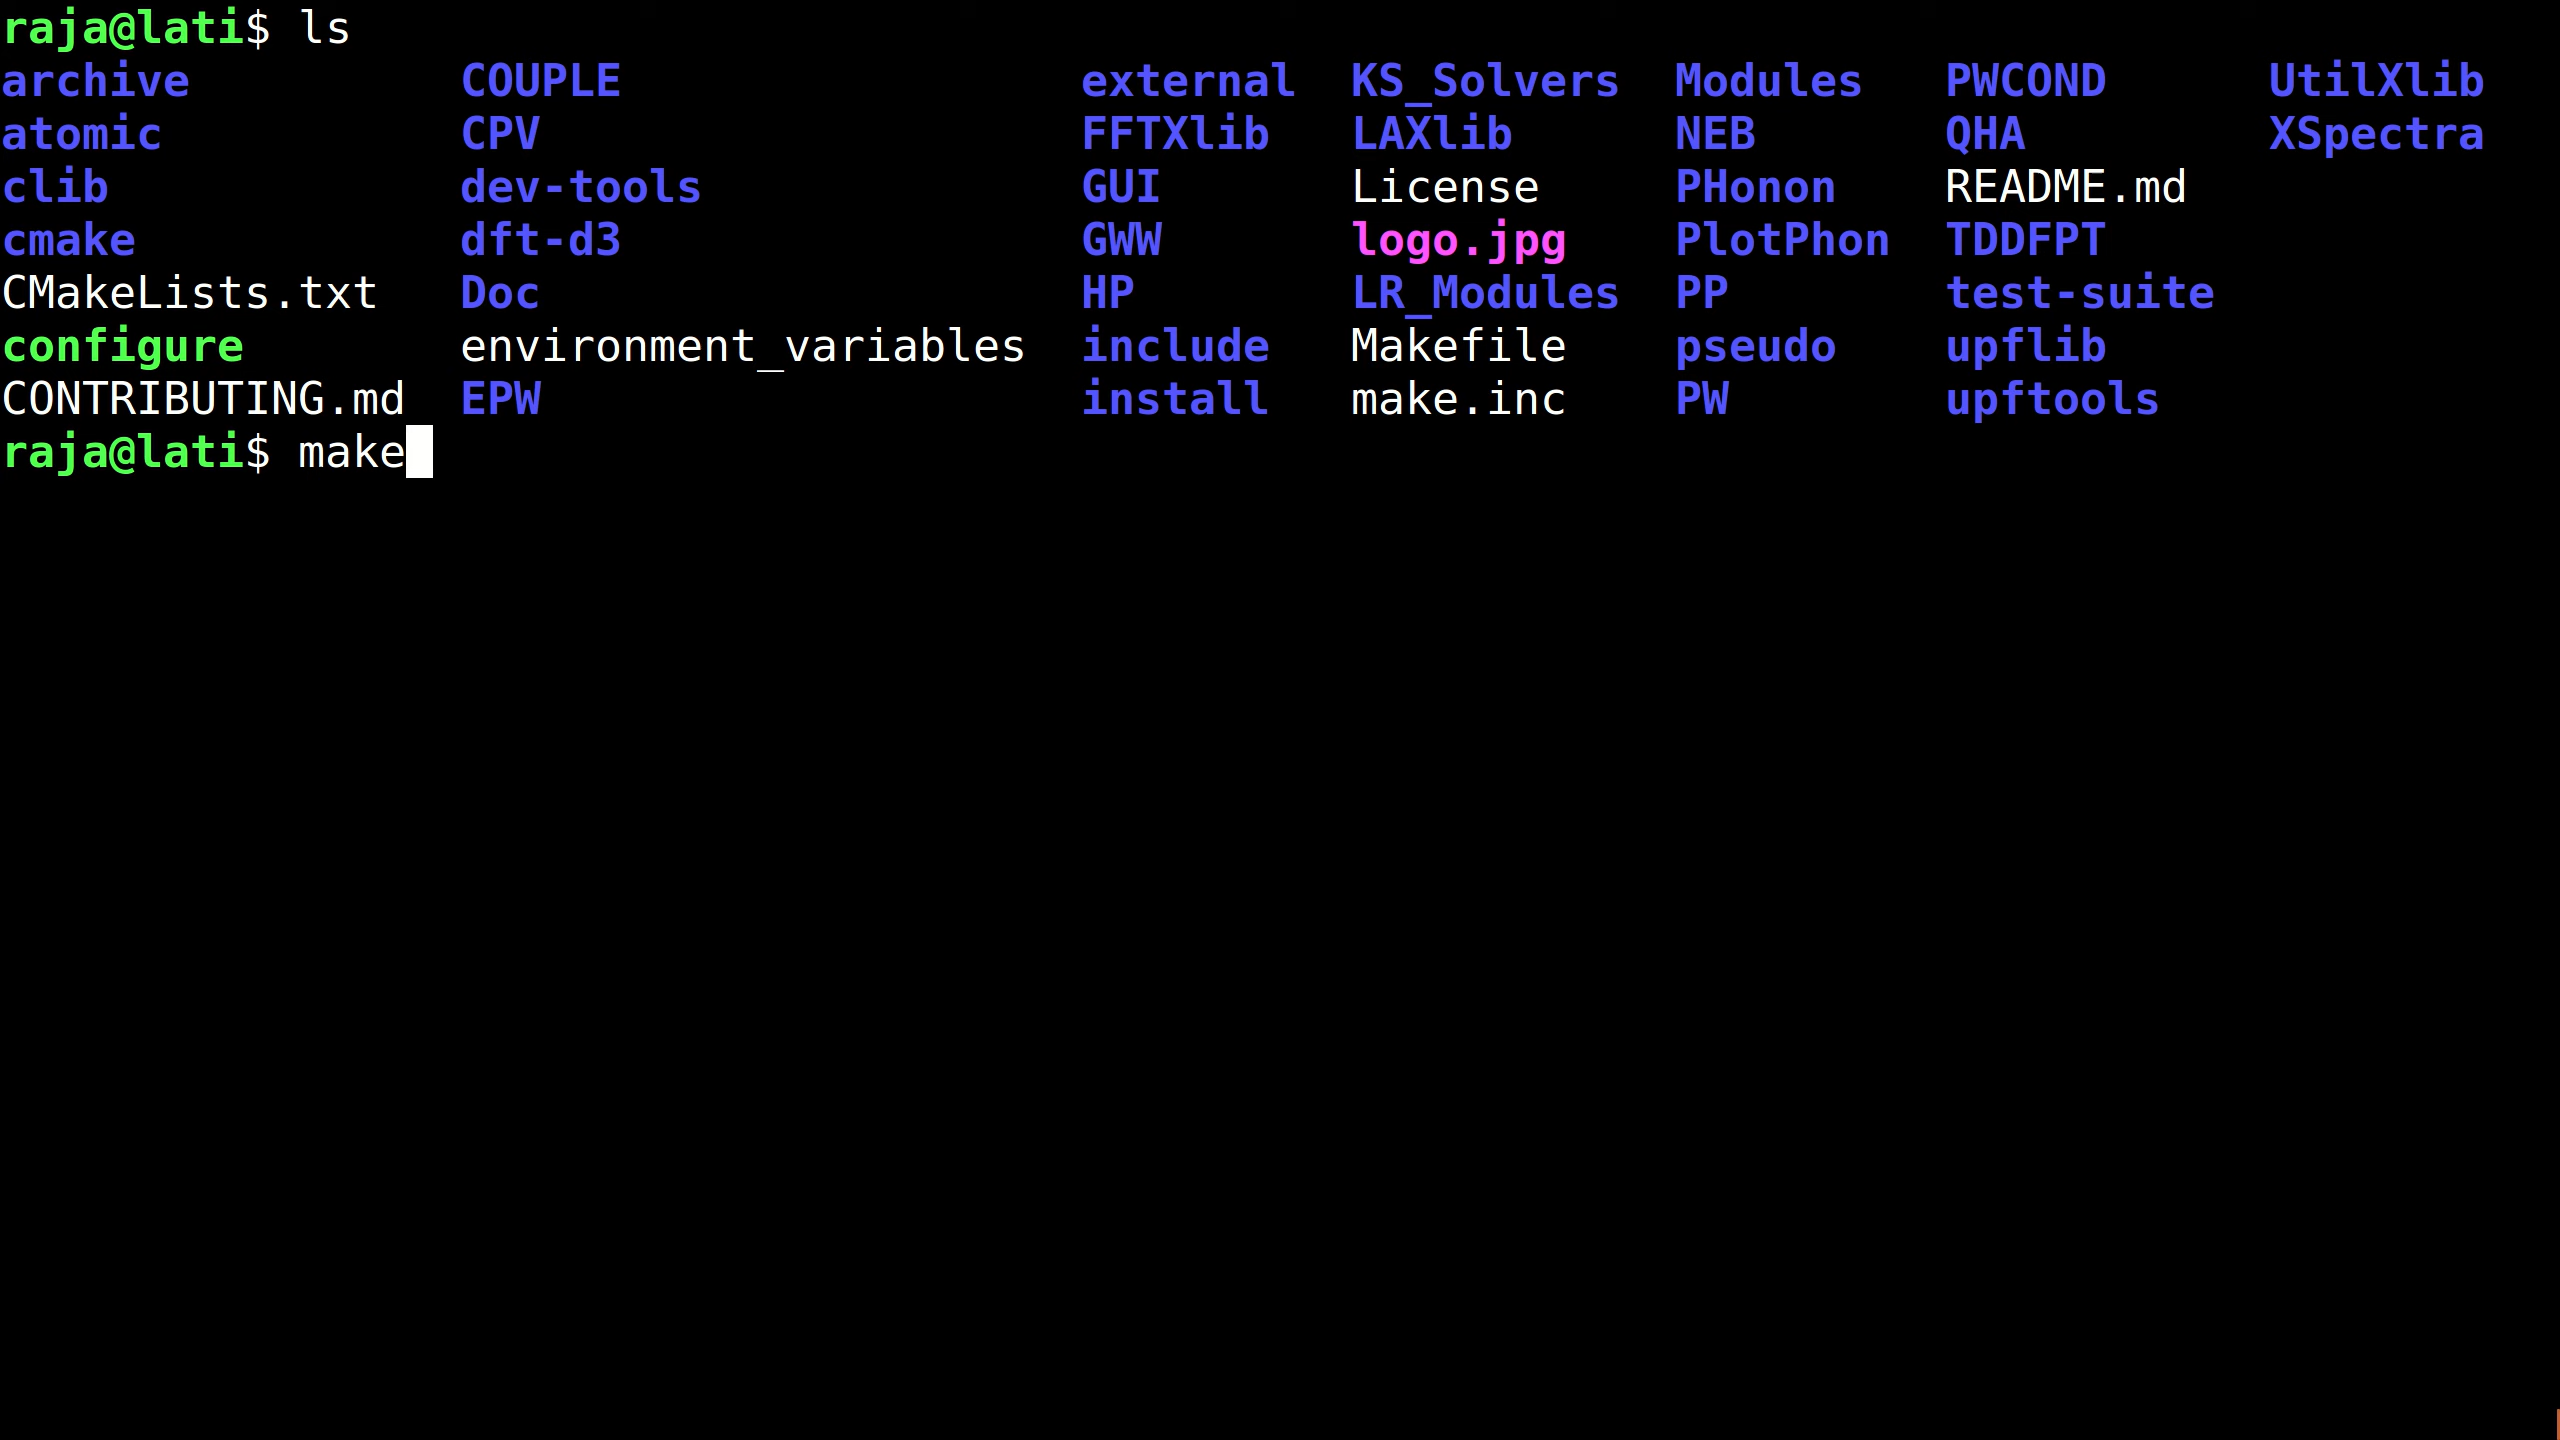 raja@lati$ ls
archive COUPLE external KS_Solvers Modules PWCOND UtilXlib
atomic CPV FFTXlib LAXlib NEB QHA XSpectra
clib dev-tools GUI License PHonon README.md
cmake dft-d3 GWW logo.jpg PlotPhon TDDFPT
CMakeLists.txt Doc HP LR_Modules PP test-suite
configure environment_variables include Makefile pseudo upflib
CONTRIBUTING.md EPW install make.inc PW upftools
raja@lati$ make